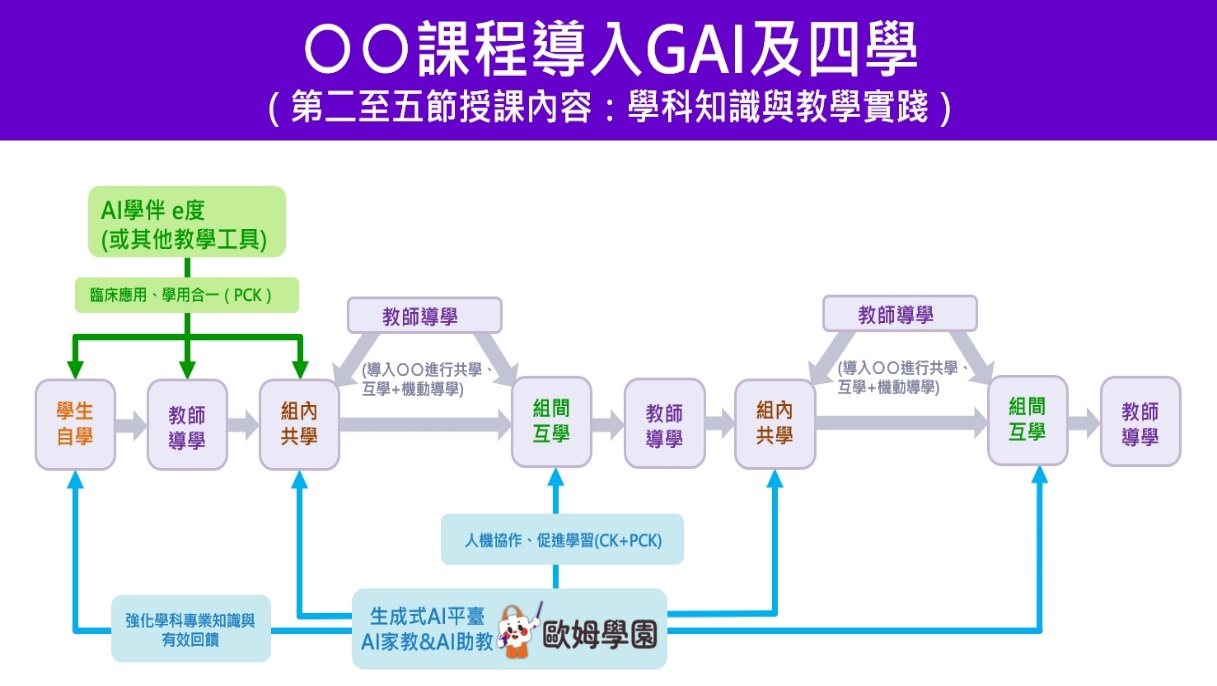 〇〇課程導入GAI及四學
（第二至五節授課內容：學科知識與教學實踐）
AI學伴 e度
(或其他教學工具)
臨床應用、學用合一（PCK）
教師導學
(導入〇〇進行共學、
互學+機動導學)
教師導學
(導入〇〇進行共學、
互學+機動導學)
學生
自學
教師
導學
組內
共學
組間
互學
教師
導學
組內
共學
組間
互學
教師
導學
人機協作、促進學習(CK+PCK)
強化學科專業知識與
有效回饋
生成式AI平臺
AI家教&AI助教
歐姆學園